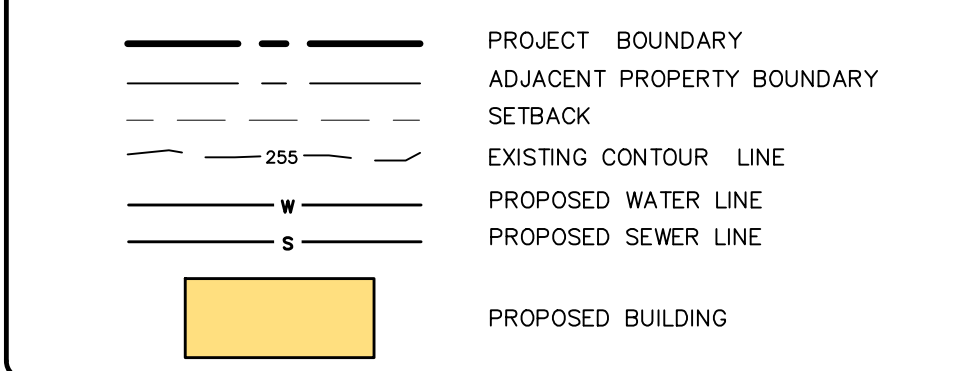 PROJECT BOUNDARY
ADJACENT PROPERTY BOUNDARY
SETBACK
255 EXISTING CONTOUR LINE
W PROPOSED WATER LINE
S PROPOSED SEWER LINE
PROPOSED BUILDING